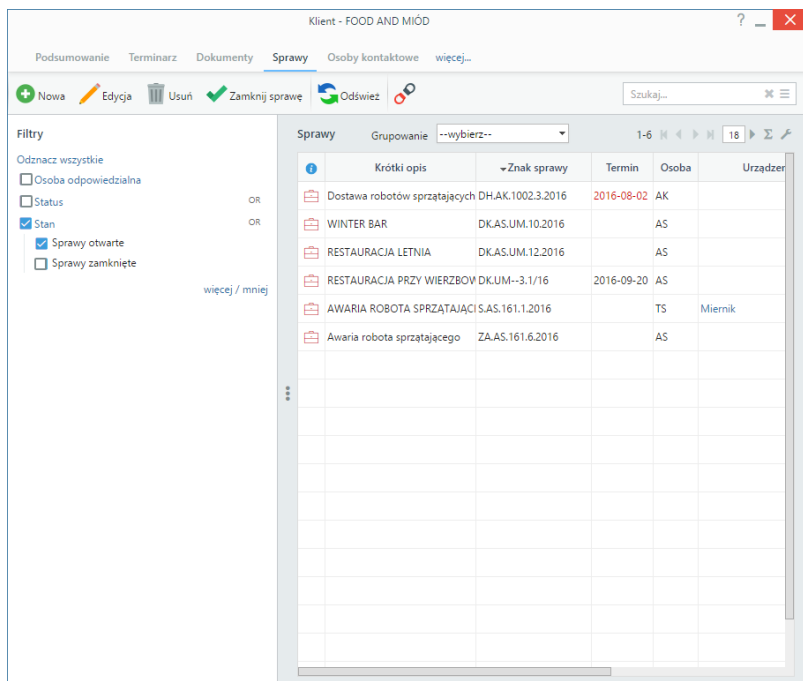 Klient - FOOD AND MIÓD
Podsumowanie Terminarz Dokumenty Sprawy Osoby kontaktowe więcej...
Nowa Edycja Usuń Zamknij sprawę Odśwież Szukaj...
Filtry
Odznacz wszystkie
Osoba odpowiedzialna
Status OR
Stan OR
Sprawy otwarte
Sprawy zamknięte
więcej / mniej
Sprawy Grupowanie --wybierz-- 1-6 18
Krótki opis Znak sprawy Termin Osoba Urządzen
Dostawa robotów sprzątających DH.AK.1002.3.2016 2016-08-02 AK
WINTER BAR DK.AS.UM.10.2016 AS
RESTAURACJA LETNIA DK.AS.UM.12.2016 AS
RESTAURACJA PRZY WIERZBOW DK.UM--3.1/16 2016-09-20 AS
AWARIA ROBOTA SPRZĄTAJĄCI S.AS.161.1.2016 TS Miernik
Awaria robota sprzątającego ZA.AS.161.6.2016 AS